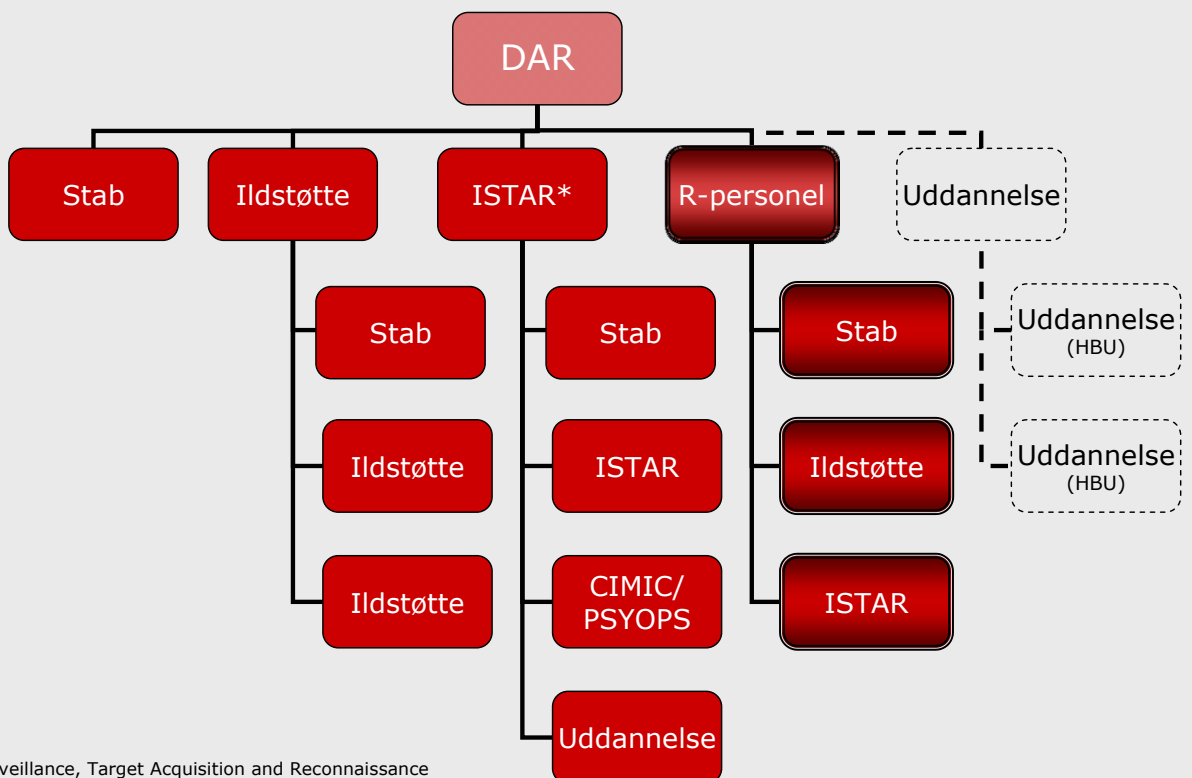 DAR
Stab
Ildstøtte
ISTAR*
R-personel
Uddannelse
Stab
Stab
Stab
Uddannelse
(HBU)
Ildstøtte
ISTAR
Ildstøtte
Uddannelse
(HBU)
Ildstøtte
CIMIC/
PSYOPS
ISTAR
Uddannelse
veillance, Target Acquisition and Reconnaissance